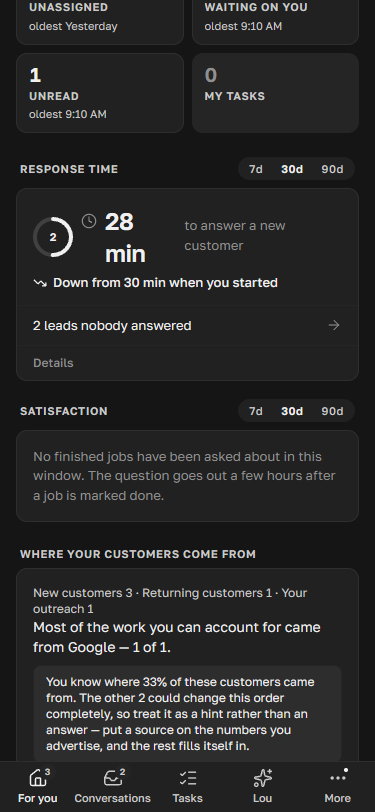 UNASSIGNED
oldest Yesterday
WAITING ON YOU
oldest 9:10 AM
1
UNREAD
oldest 9:10 AM
0
MY TASKS
RESPONSE TIME
7d 30d 90d
2
28 min
to answer a new customer
Down from 30 min when you started
2 leads nobody answered
Details
SATISFACTION
7d 30d 90d
No finished jobs have been asked about in this
window. The question goes out a few hours after
a job is marked done.
WHERE YOUR CUSTOMERS COME FROM
New customers 3 · Returning customers 1 · Your
outreach 1
Most of the work you can account for came
from Google — 1 of 1.
You know where 33% of these customers came
from. The other 2 could change this order
completely, so treat it as a hint rather than an
answer — put a source on the numbers you
advertise, and the rest fills itself in.
3
2
For you
Conversations
Tasks
Lou
More